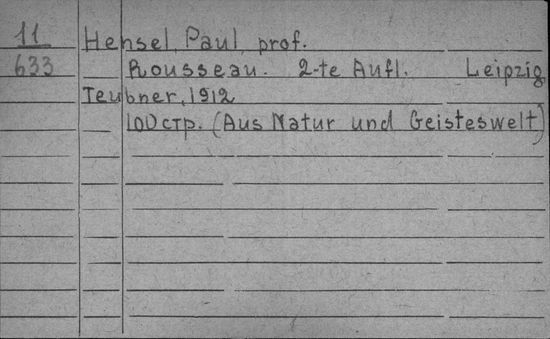 11 Hensel, Paul, prof.
633 Rousseau. 2-te Aufl. Leipzig
Teubner, 1912
100 стр. (Aus Natur und Geisteswelt)